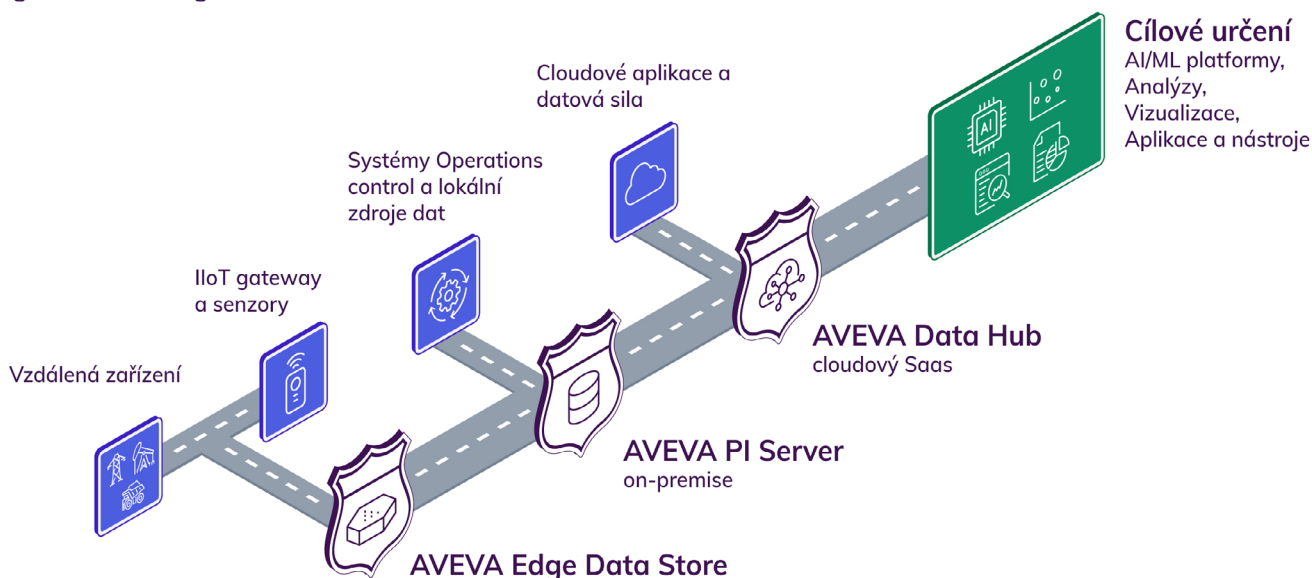 Cílové určení
AI/ML platformy,
Analýzy,
Vizualizace,
Aplikace a nástroje
Cloudové aplikace a
datová sila
AI
Systémy Operations
control a lokální
zdroje dat
IIoT gateway
a senzory
Vzdálená zařízení
AVEVA Data Hub
cloudový Saas
AVEVA PI Server
on-premise
AVEVA Edge Data Store